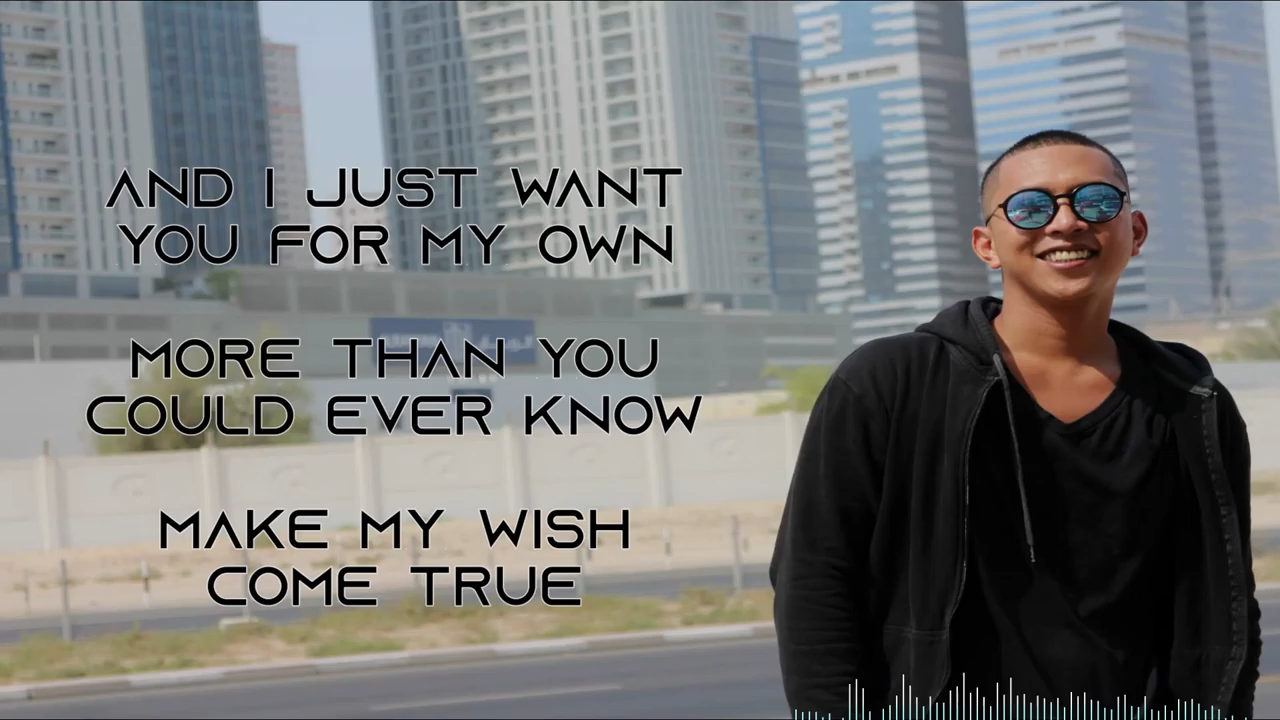 AND I JUST WANT
YOU FOR MY OWN
MORE THAN YOU
COULD EVER KNOW
MAKE MY WISH
COME TRUE